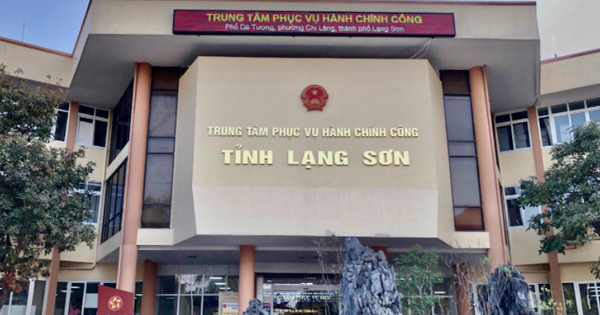 TRUNG TÂM PHỤC VỤ HÀNH CHÍNH CÔNG
Phố Dã Tượng, phường Chi Lăng, thành phố Lạng Sơn
TRUNG TÂM PHỤC VỤ HÀNH CHÍNH CÔNG
TỈNH LẠNG SƠN